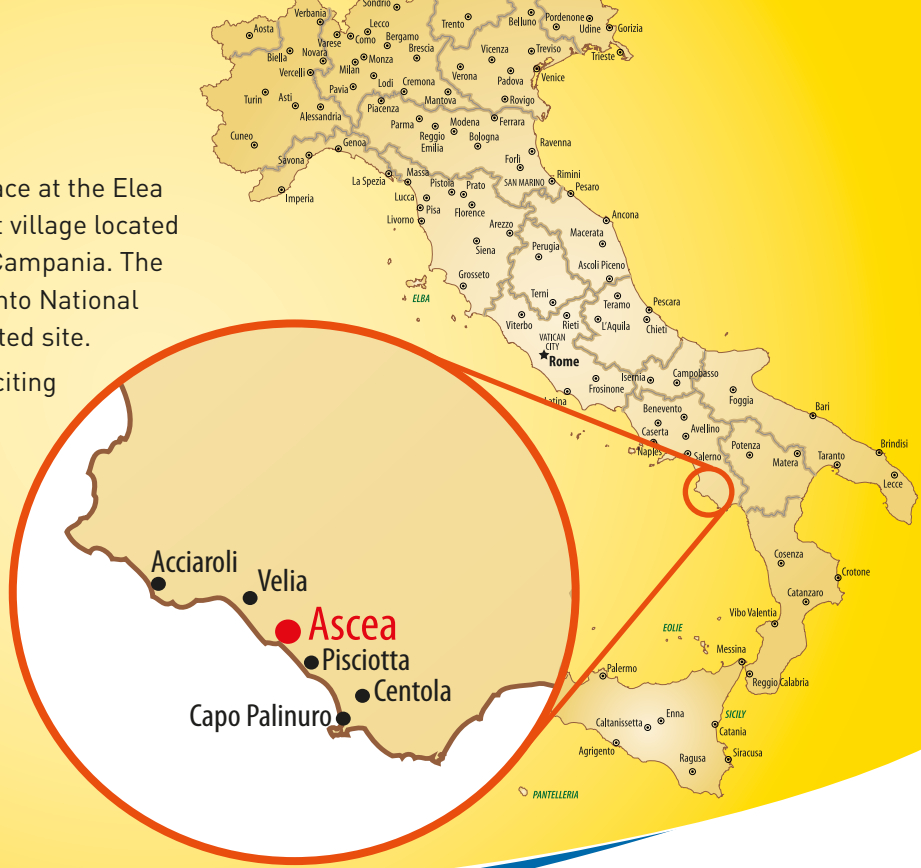 ace at the Elea
t village located
Campania. The
nto National
ted site.
citing
Sondrio
Verbania
Lecco
Trento
Belluno
Pordenone
Udine
Gorizia
Aosta
Varese
Como
Bergamo
Vicenza
Treviso
Trieste
Biella
Novara
Monza
Brescia
Vercelli
Milan
Verona
Padova
Venice
Turin
Asti
Pavia
Lodi
Cremona
Mantova
Rovigo
Alessandria
Piacenza
Parma
Modena
Ferrara
Cuneo
Reggio
Emilia
Bologna
Ravenna
Savona
Genoa
Forlì
Imperia
La Spezia
Massa
Pistoia
Prato
SAN MARINO
Rimini
Pesaro
Lucca
Pisa
Florence
Livorno
Arezzo
Ancona
Siena
Perugia
Macerata
Grosseto
Ascoli Piceno
ELBA
Terni
Teramo
Pescara
Viterbo
Rieti
L'Aquila
Chieti
VATICAN
CITY
Rome
Isernia
Campobasso
Latina
Frosinone
Foggia
Benevento
Bari
Caserta
Avellino
Naples
Salerno
Potenza
Matera
Taranto
Brindisi
Lecce
Acciaroli
Velia
Ascea
Pisciotta
Centola
Capo Palinuro
Cosenza
Crotone
Catanzaro
Vibo Valentia
EOLIE
Messina
Palermo
Reggio Calabria
Enna
SICILY
Caltanissetta
Catania
Agrigento
Siracusa
Ragusa
PANTELLERIA